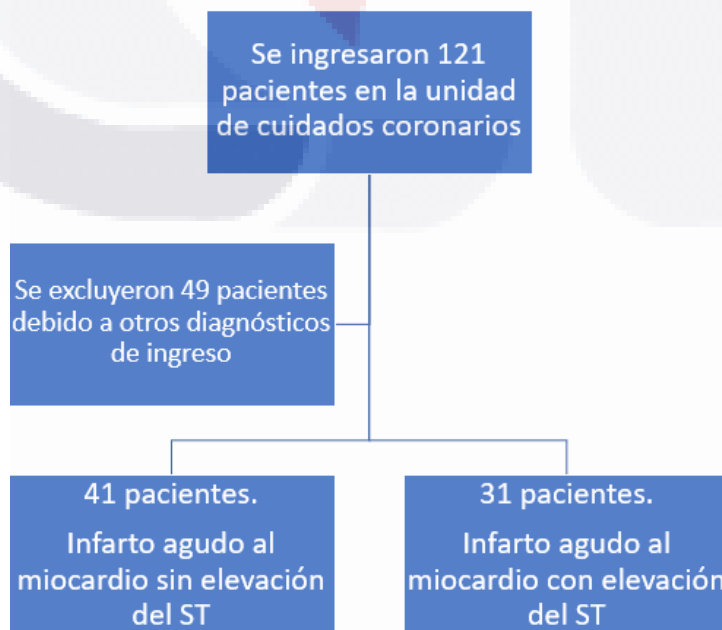 Se ingresaron 121
pacientes en la unidad
de cuidados coronarios
Se excluyeron 49 pacientes
debido a otros diagnósticos
de ingreso
41 pacientes.
Infarto agudo al
miocardio sin elevación
del ST
31 pacientes.
Infarto agudo al
miocardio con elevación
del ST